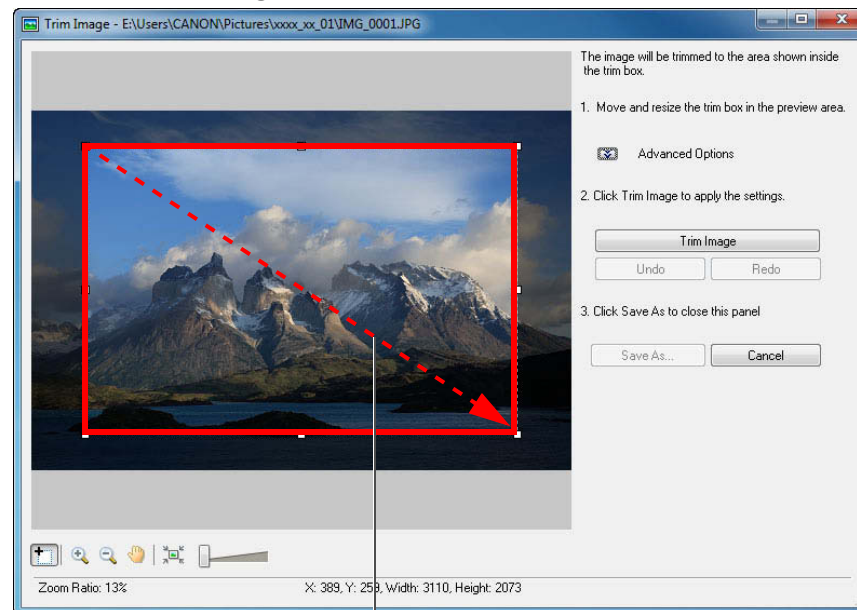 Trim Image - E:\Users\CANON\Pictures\xxxx_xx_01\IMG_0001.JPG
The image will be trimmed to the area shown inside
the trim box.
1. Move and resize the trim box in the preview area.
Advanced Options
2. Click Trim Image to apply the settings.
Trim Image
Undo Redo
3. Click Save As to close this panel
Save As... Cancel
Zoom Ratio: 13% X: 389, Y: 259, Width: 3110, Height: 2073